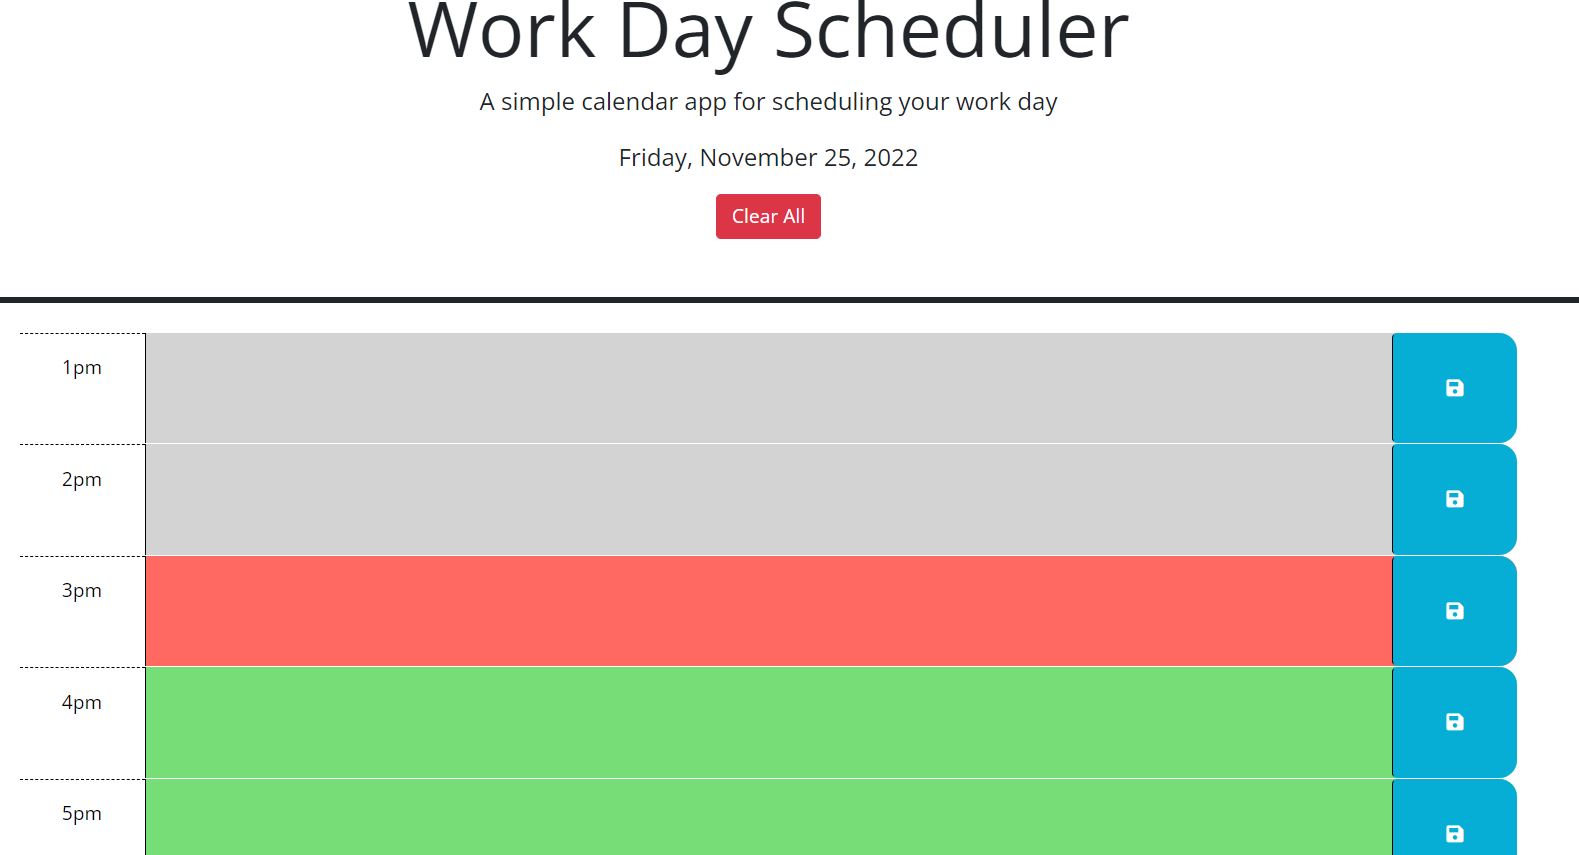 Work Day Scheduler
A simple calendar app for scheduling your work day
Friday, November 25, 2022
Clear All
1pm
2pm
3pm
4pm
5pm